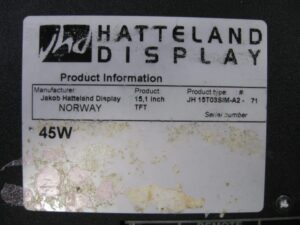 jhd HATTELAND
DISPLAY
Product Information
Manufacturer Product Product type : #
Jakob Hatteland Display 15,1 inch JH 15T03SIM-A2 - 71
NORWAY TFT Serial number
45W